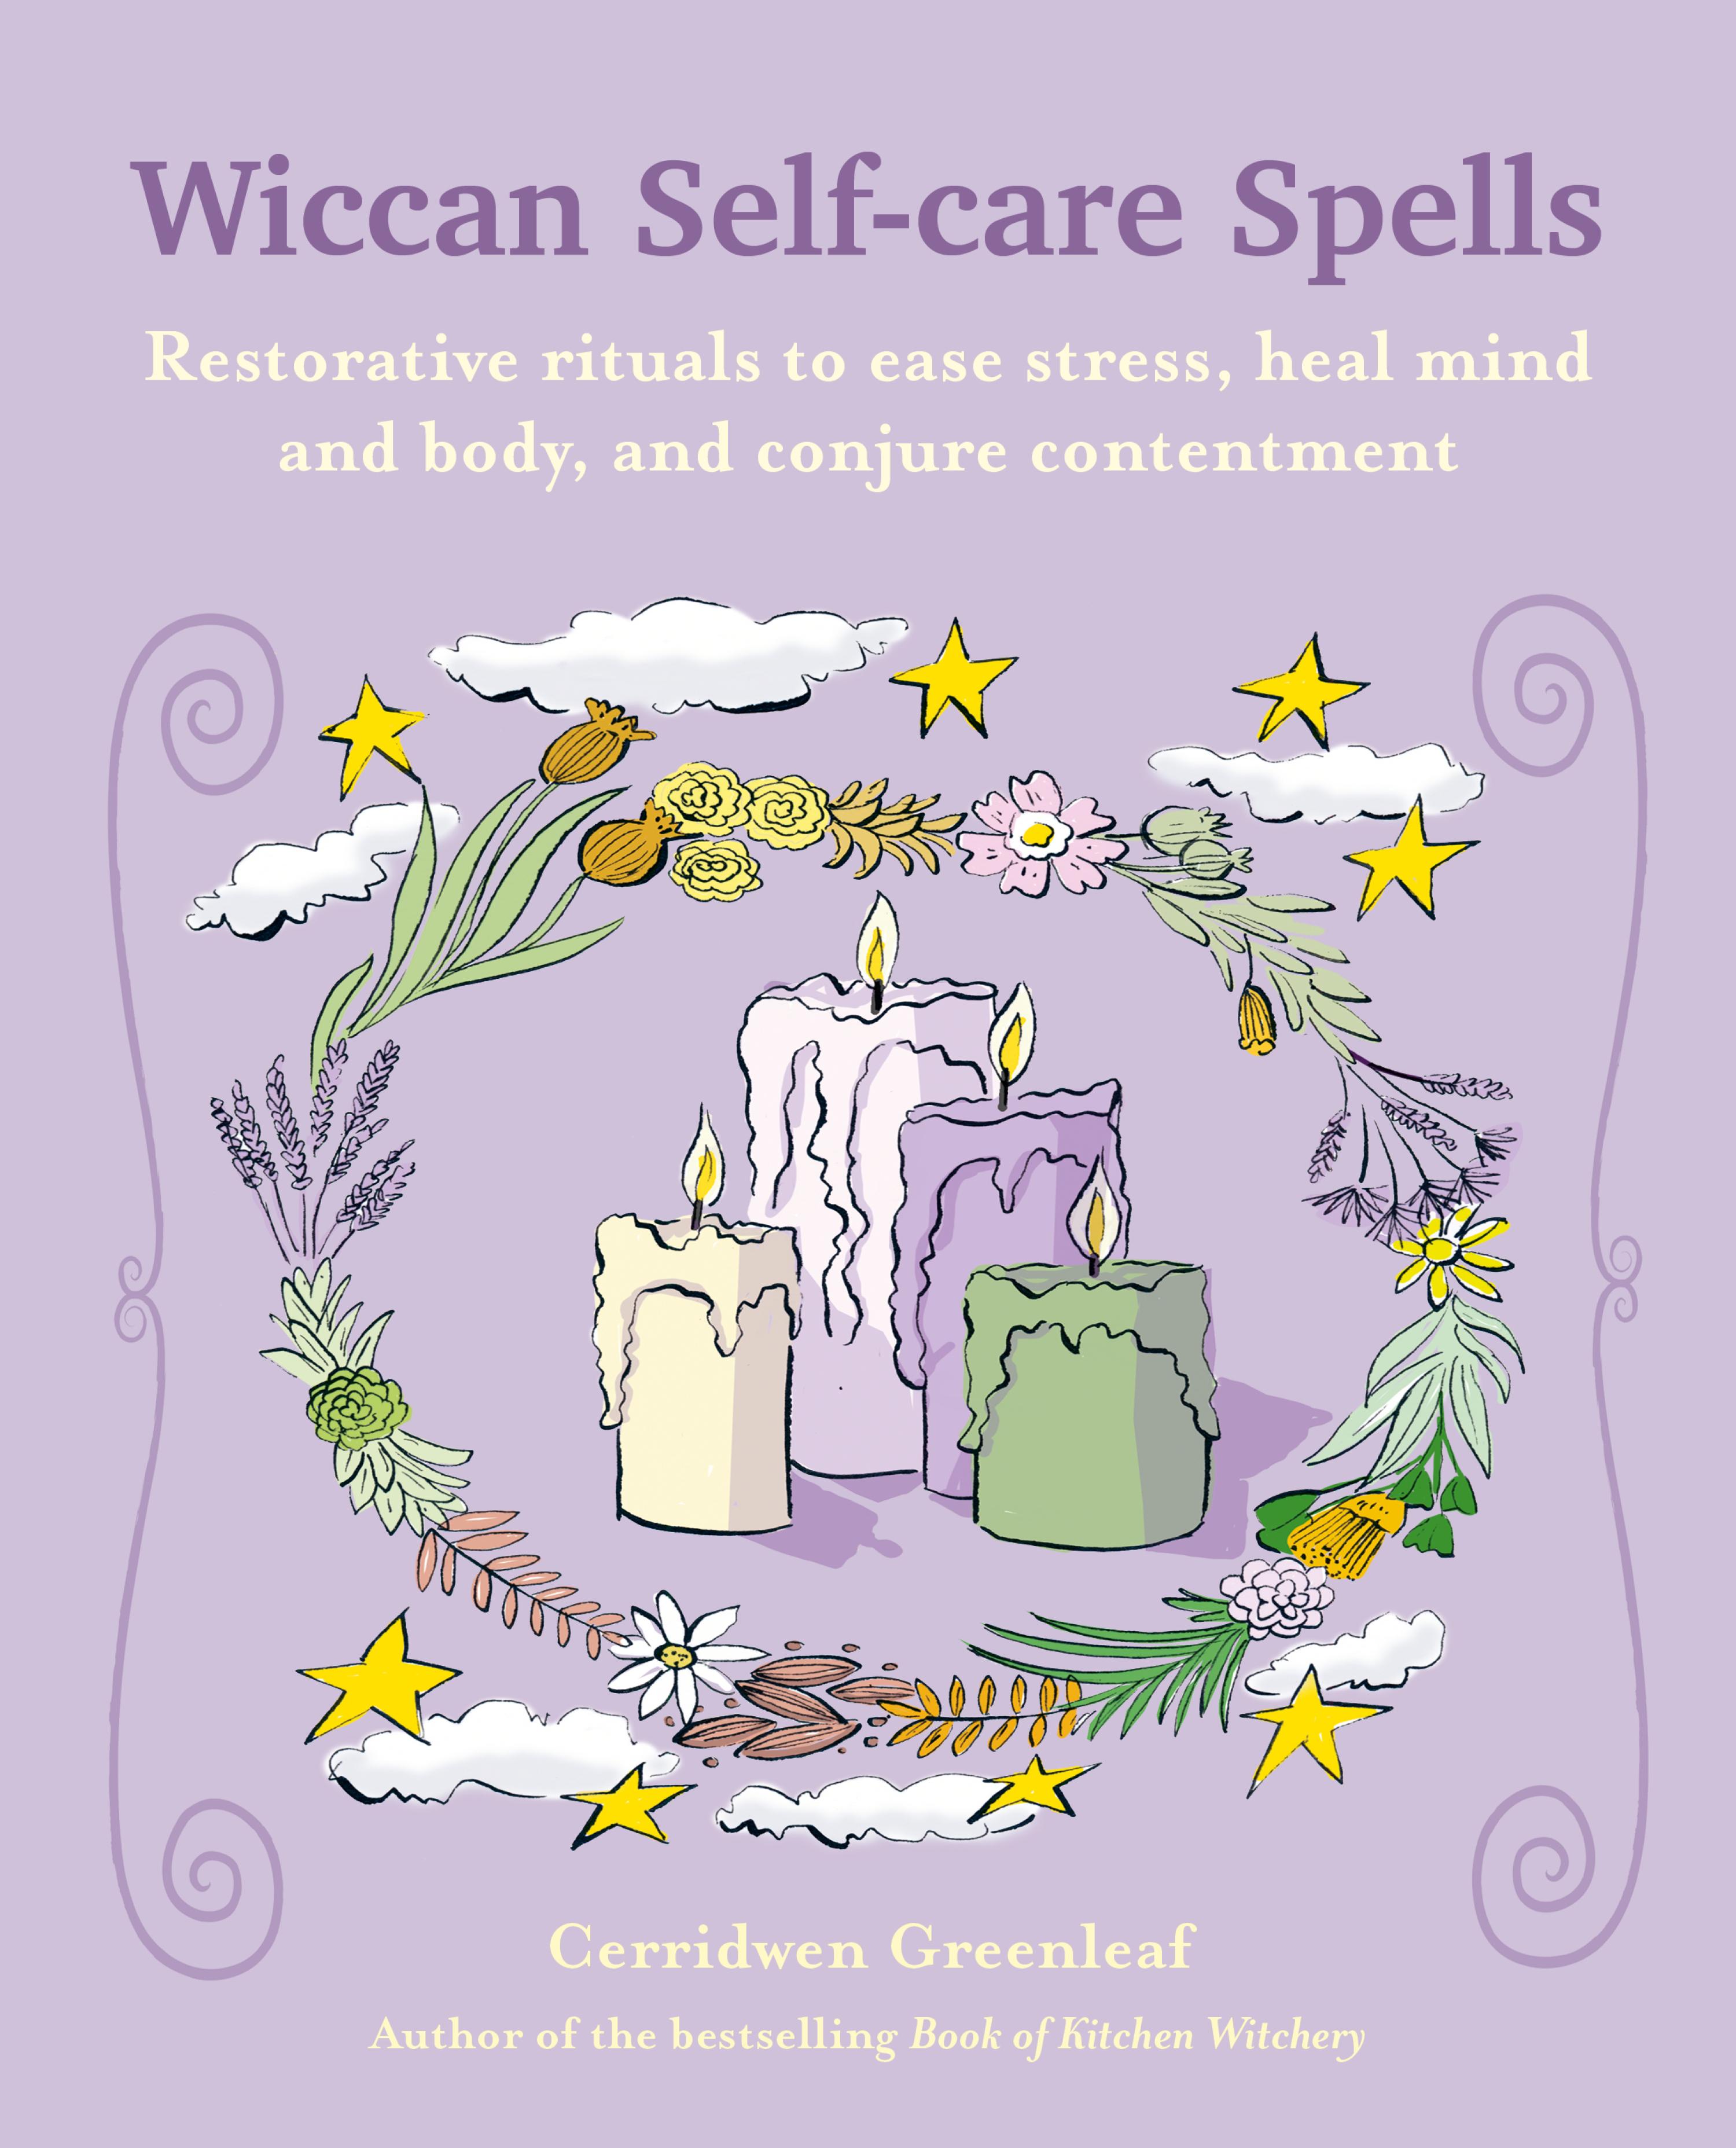 Wiccan Self-care Spells
Restorative rituals to ease stress, heal mind
and body, and conjure contentment
Cerridwen Greenleaf
Author of the bestselling Book of Kitchen Witchery